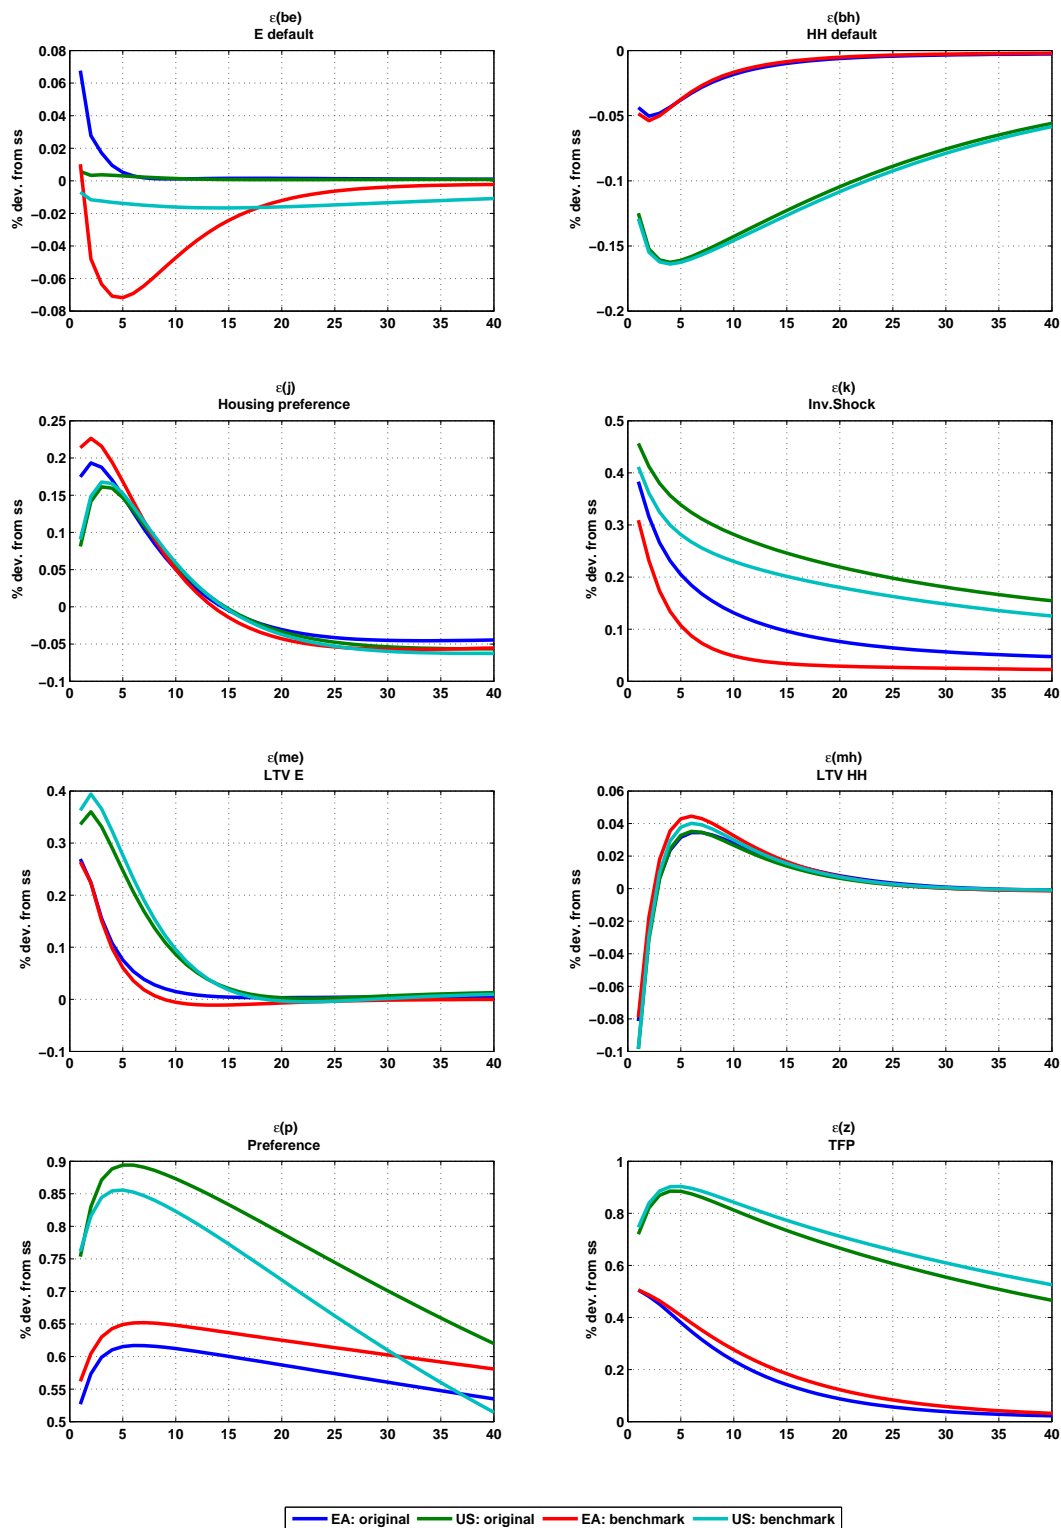 ε(be)
E default
% dev. from ss
0.08
0.06
0.04
0.02
0
−0.02
−0.04
−0.06
−0.08
0 5 10 15 20 25 30 35 40
ε(bh)
HH default
% dev. from ss
0
−0.05
−0.1
−0.15
−0.2
0 5 10 15 20 25 30 35 40
ε(j)
Housing preference
% dev. from ss
0.25
0.2
0.15
0.1
0.05
0
−0.05
−0.1
0 5 10 15 20 25 30 35 40
ε(k)
Inv.Shock
% dev. from ss
0.5
0.4
0.3
0.2
0.1
0
0 5 10 15 20 25 30 35 40
ε(me)
LTV E
% dev. from ss
0.4
0.3
0.2
0.1
0
−0.1
0 5 10 15 20 25 30 35 40
ε(mh)
LTV HH
% dev. from ss
0.06
0.04
0.02
0
−0.02
−0.04
−0.06
−0.08
−0.1
0 5 10 15 20 25 30 35 40
ε(p)
Preference
% dev. from ss
0.9
0.85
0.8
0.75
0.7
0.65
0.6
0.55
0.5
0 5 10 15 20 25 30 35 40
ε(z)
TFP
% dev. from ss
1
0.8
0.6
0.4
0.2
0
0 5 10 15 20 25 30 35 40
EA: original US: original EA: benchmark US: benchmark